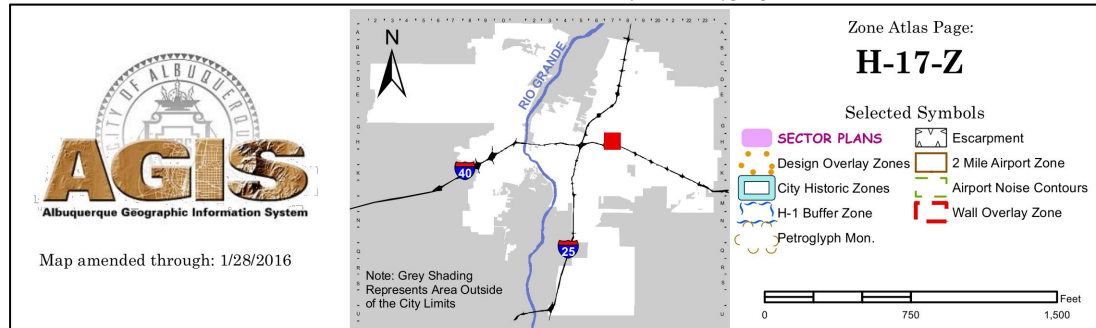 CITY OF ALBUQUERQUE
AGIS
Albuquerque Geographic Information System
Map amended through: 1/28/2016
N
RIO GRANDE
40
25
Note: Grey Shading
Represents Area Outside
of the City Limits
Zone Atlas Page:
H-17-Z
Selected Symbols
SECTOR PLANS
Design Overlay Zones
City Historic Zones
H-1 Buffer Zone
Petroglyph Mon.
Escarpment
2 Mile Airport Zone
Airport Noise Contours
Wall Overlay Zone
Feet
0 750 1,500